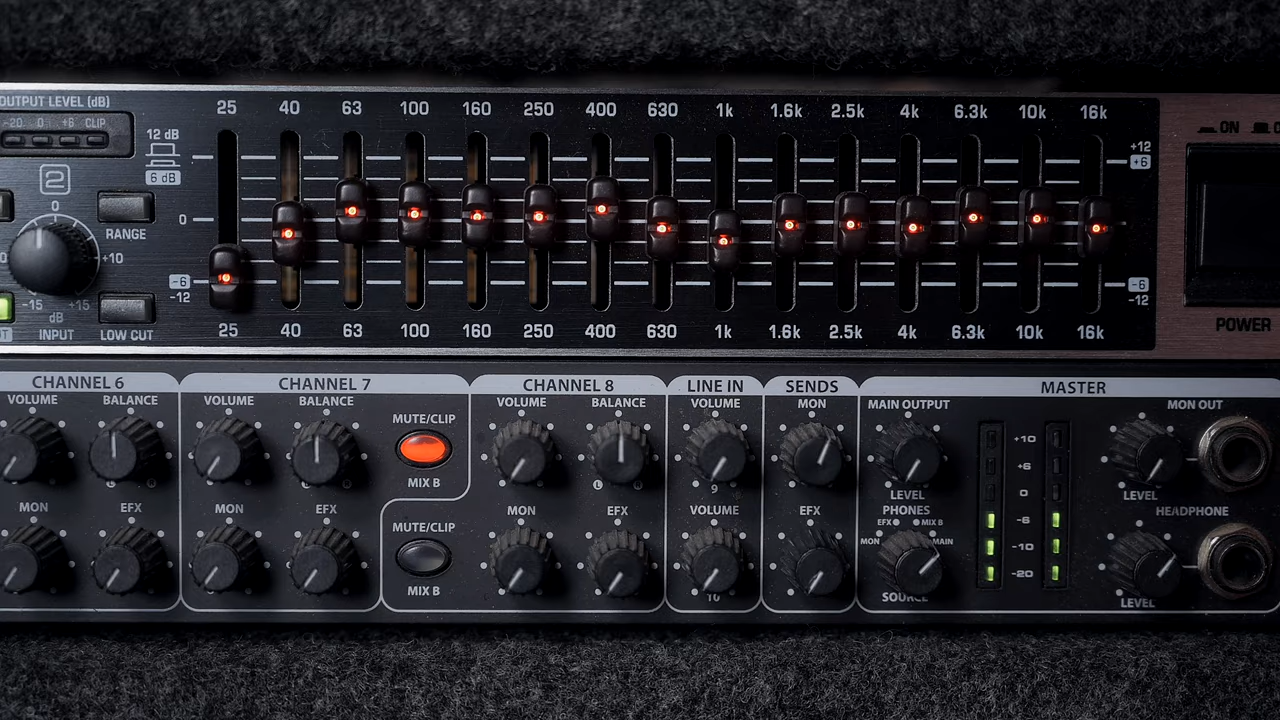 OUTPUT LEVEL (dB)
-20 0 +6 CLIP
12 dB
6 dB
2
0
+10
-15 +15
dB
INPUT
RANGE
LOW CUT
25 40 63 100 160 250 400 630 1k 1.6k 2.5k 4k 6.3k 10k 16k
0
-6
-12
+12
+6
-6
-12
25 40 63 100 160 250 400 630 1k 1.6k 2.5k 4k 6.3k 10k 16k
ON
POWER
CHANNEL 6
VOLUME BALANCE
MON EFX
CHANNEL 7
VOLUME BALANCE
MON EFX
MUTE/CLIP
MIX B
MUTE/CLIP
MIX B
CHANNEL 8
VOLUME BALANCE
L R
MON EFX
LINE IN
VOLUME
9
VOLUME
10
SENDS
MON
EFX
MASTER
MAIN OUTPUT
LEVEL
PHONES
EFX MIX B
MON MAIN
SOURCE
+10
+6
0
-6
-10
-20
MON OUT
LEVEL
HEADPHONE
LEVEL